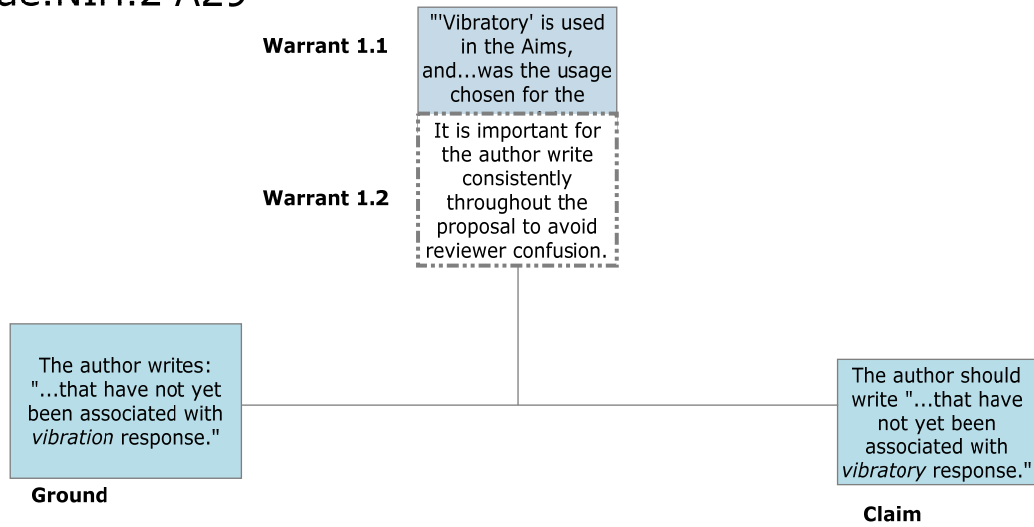 Warrant 1.1
"'Vibratory' is used
in the Aims,
and...was the usage
chosen for the
Warrant 1.2
It is important for
the author write
consistently
throughout the
proposal to avoid
reviewer confusion.
The author writes:
"...that have not yet
been associated with
vibration response."
Ground
The author should
write "...that have
not yet been
associated with
vibratory response."
Claim